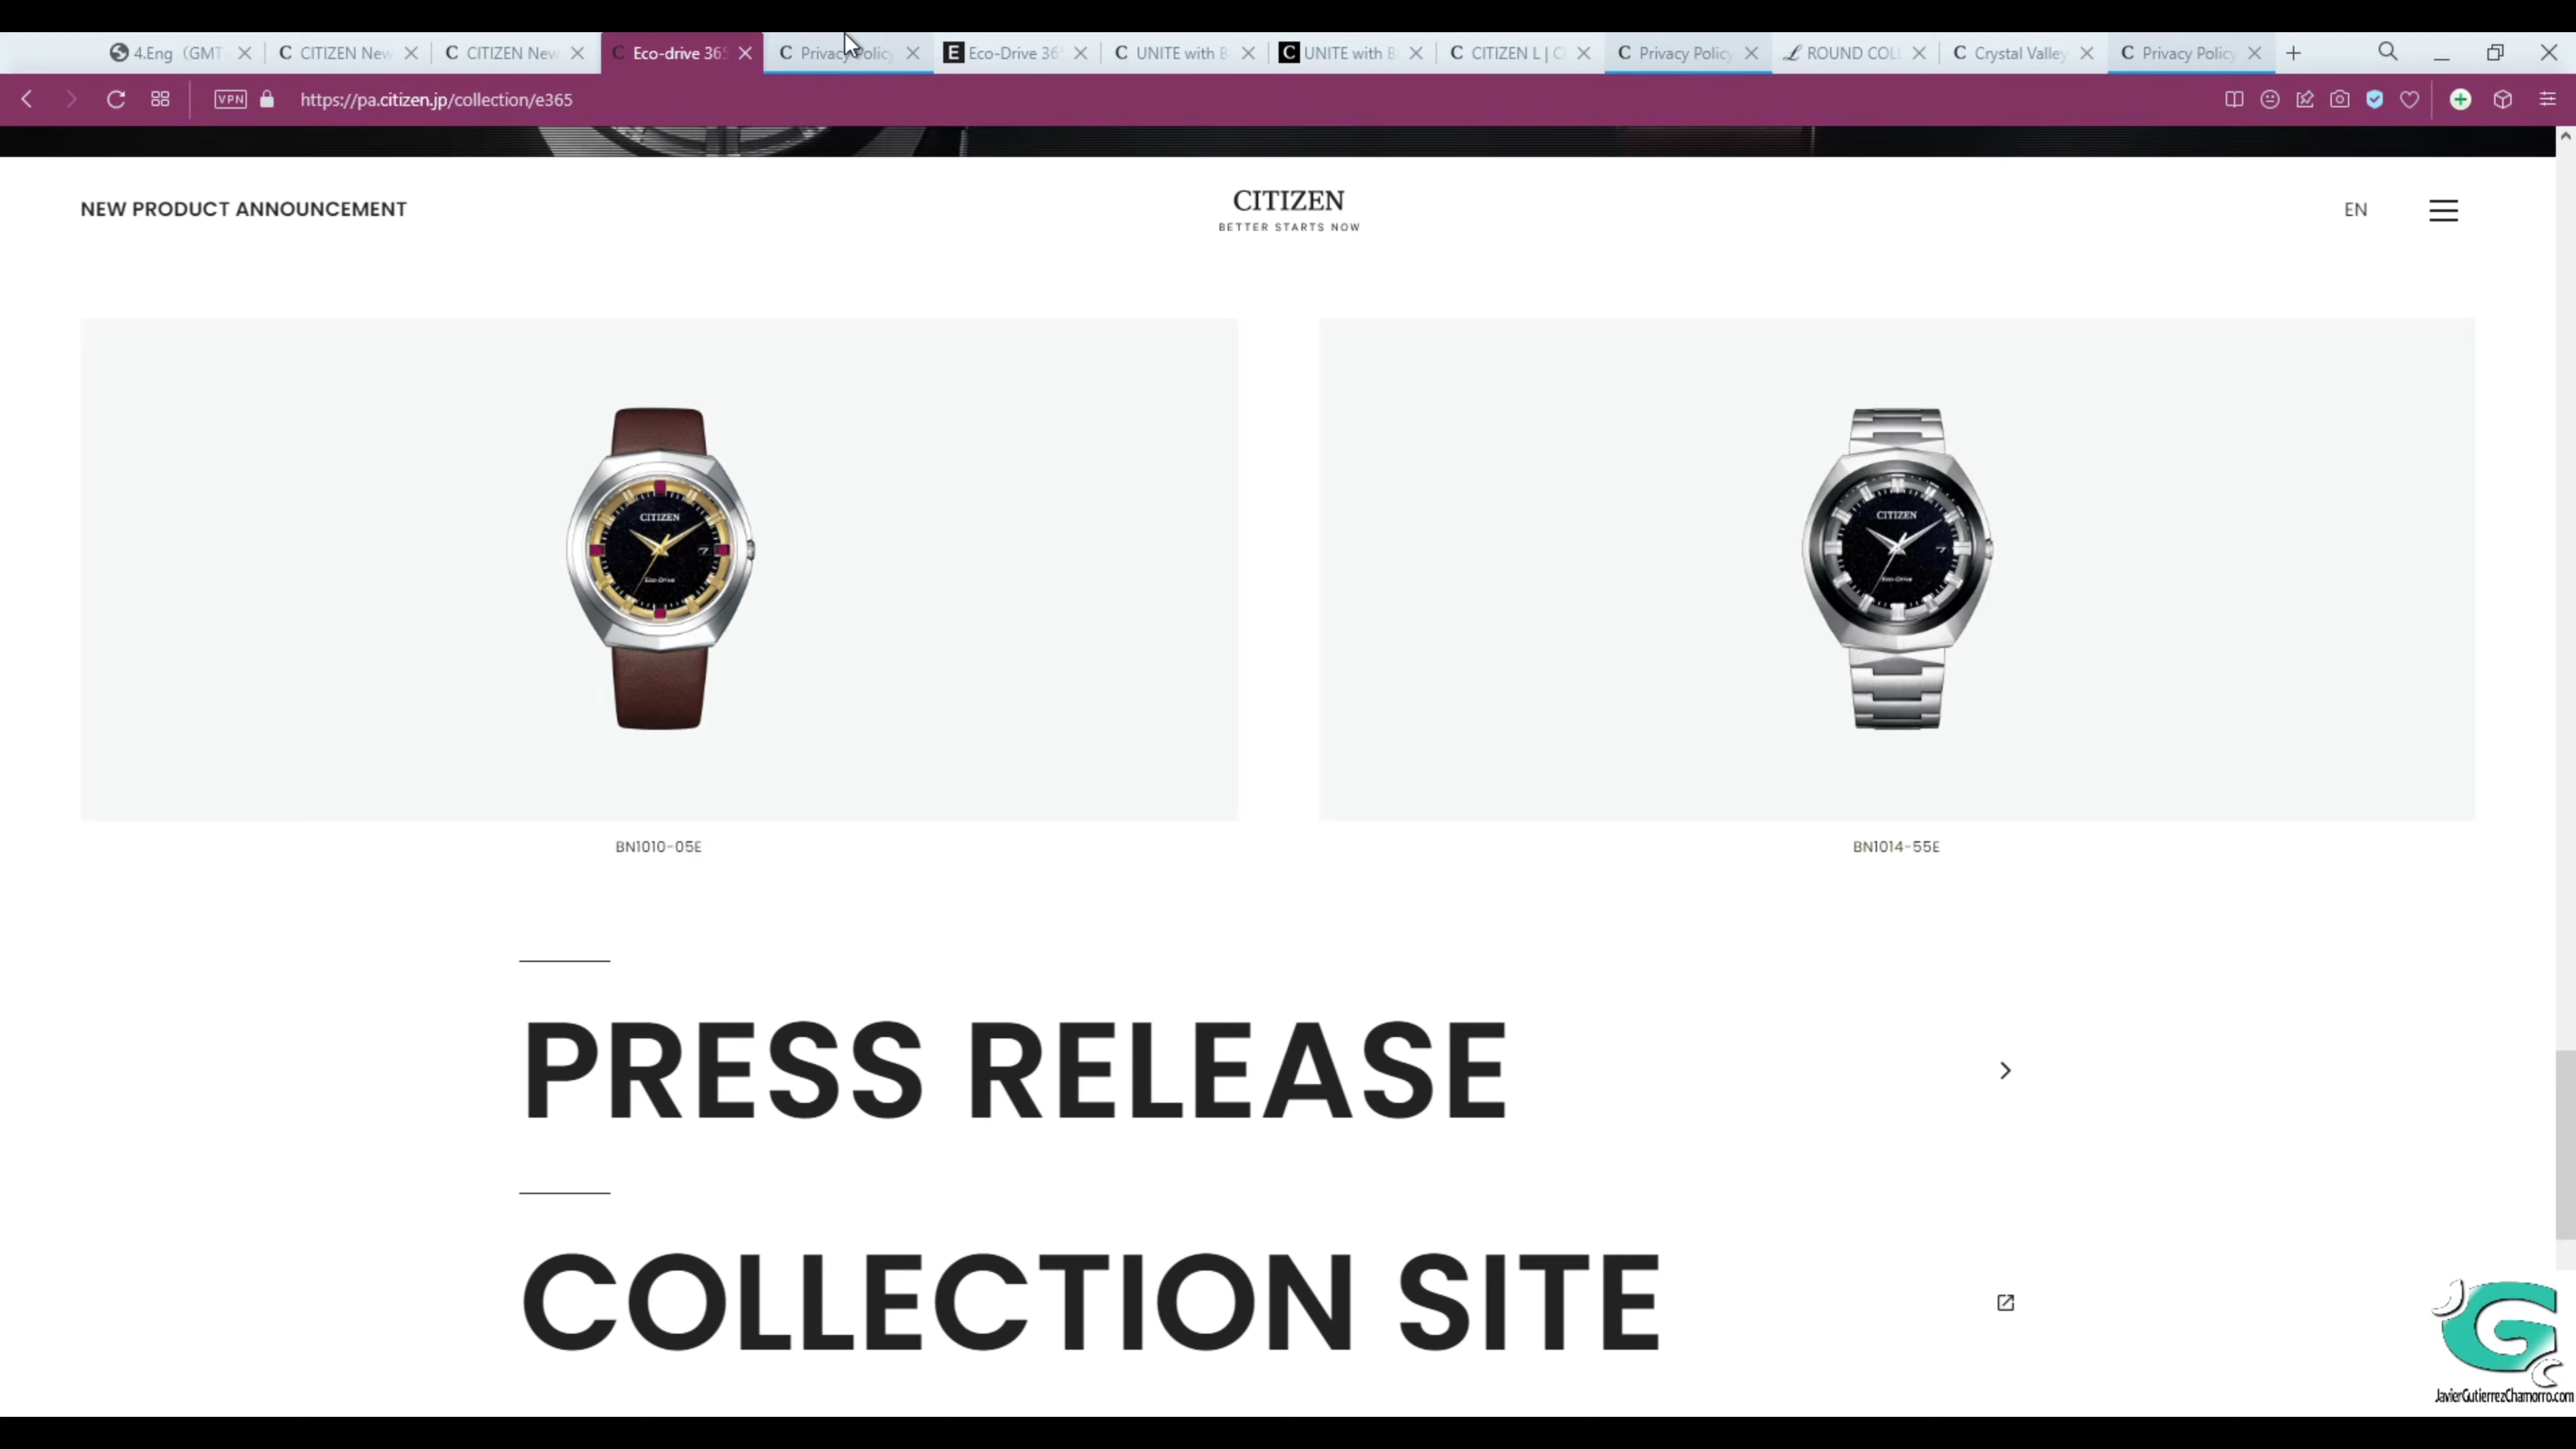 4.Eng (GMT
CITIZEN New
CITIZEN New
Eco-drive 365
Privacy Policy
Eco-Drive 36
UNITE with B
UNITE with B
CITIZEN L | C
Privacy Policy
ROUND COL
Crystal Valley
Privacy Policy
VPN
https://pa.citizen.jp/collection/e365
NEW PRODUCT ANNOUNCEMENT
CITIZEN
BETTER STARTS NOW
EN
CITIZEN
7
Eco-Drive
CITIZEN
7
Eco-Drive
BN1010-05E
BN1014-55E
PRESS RELEASE
COLLECTION SITE
JavierGutierrezChamorro.com